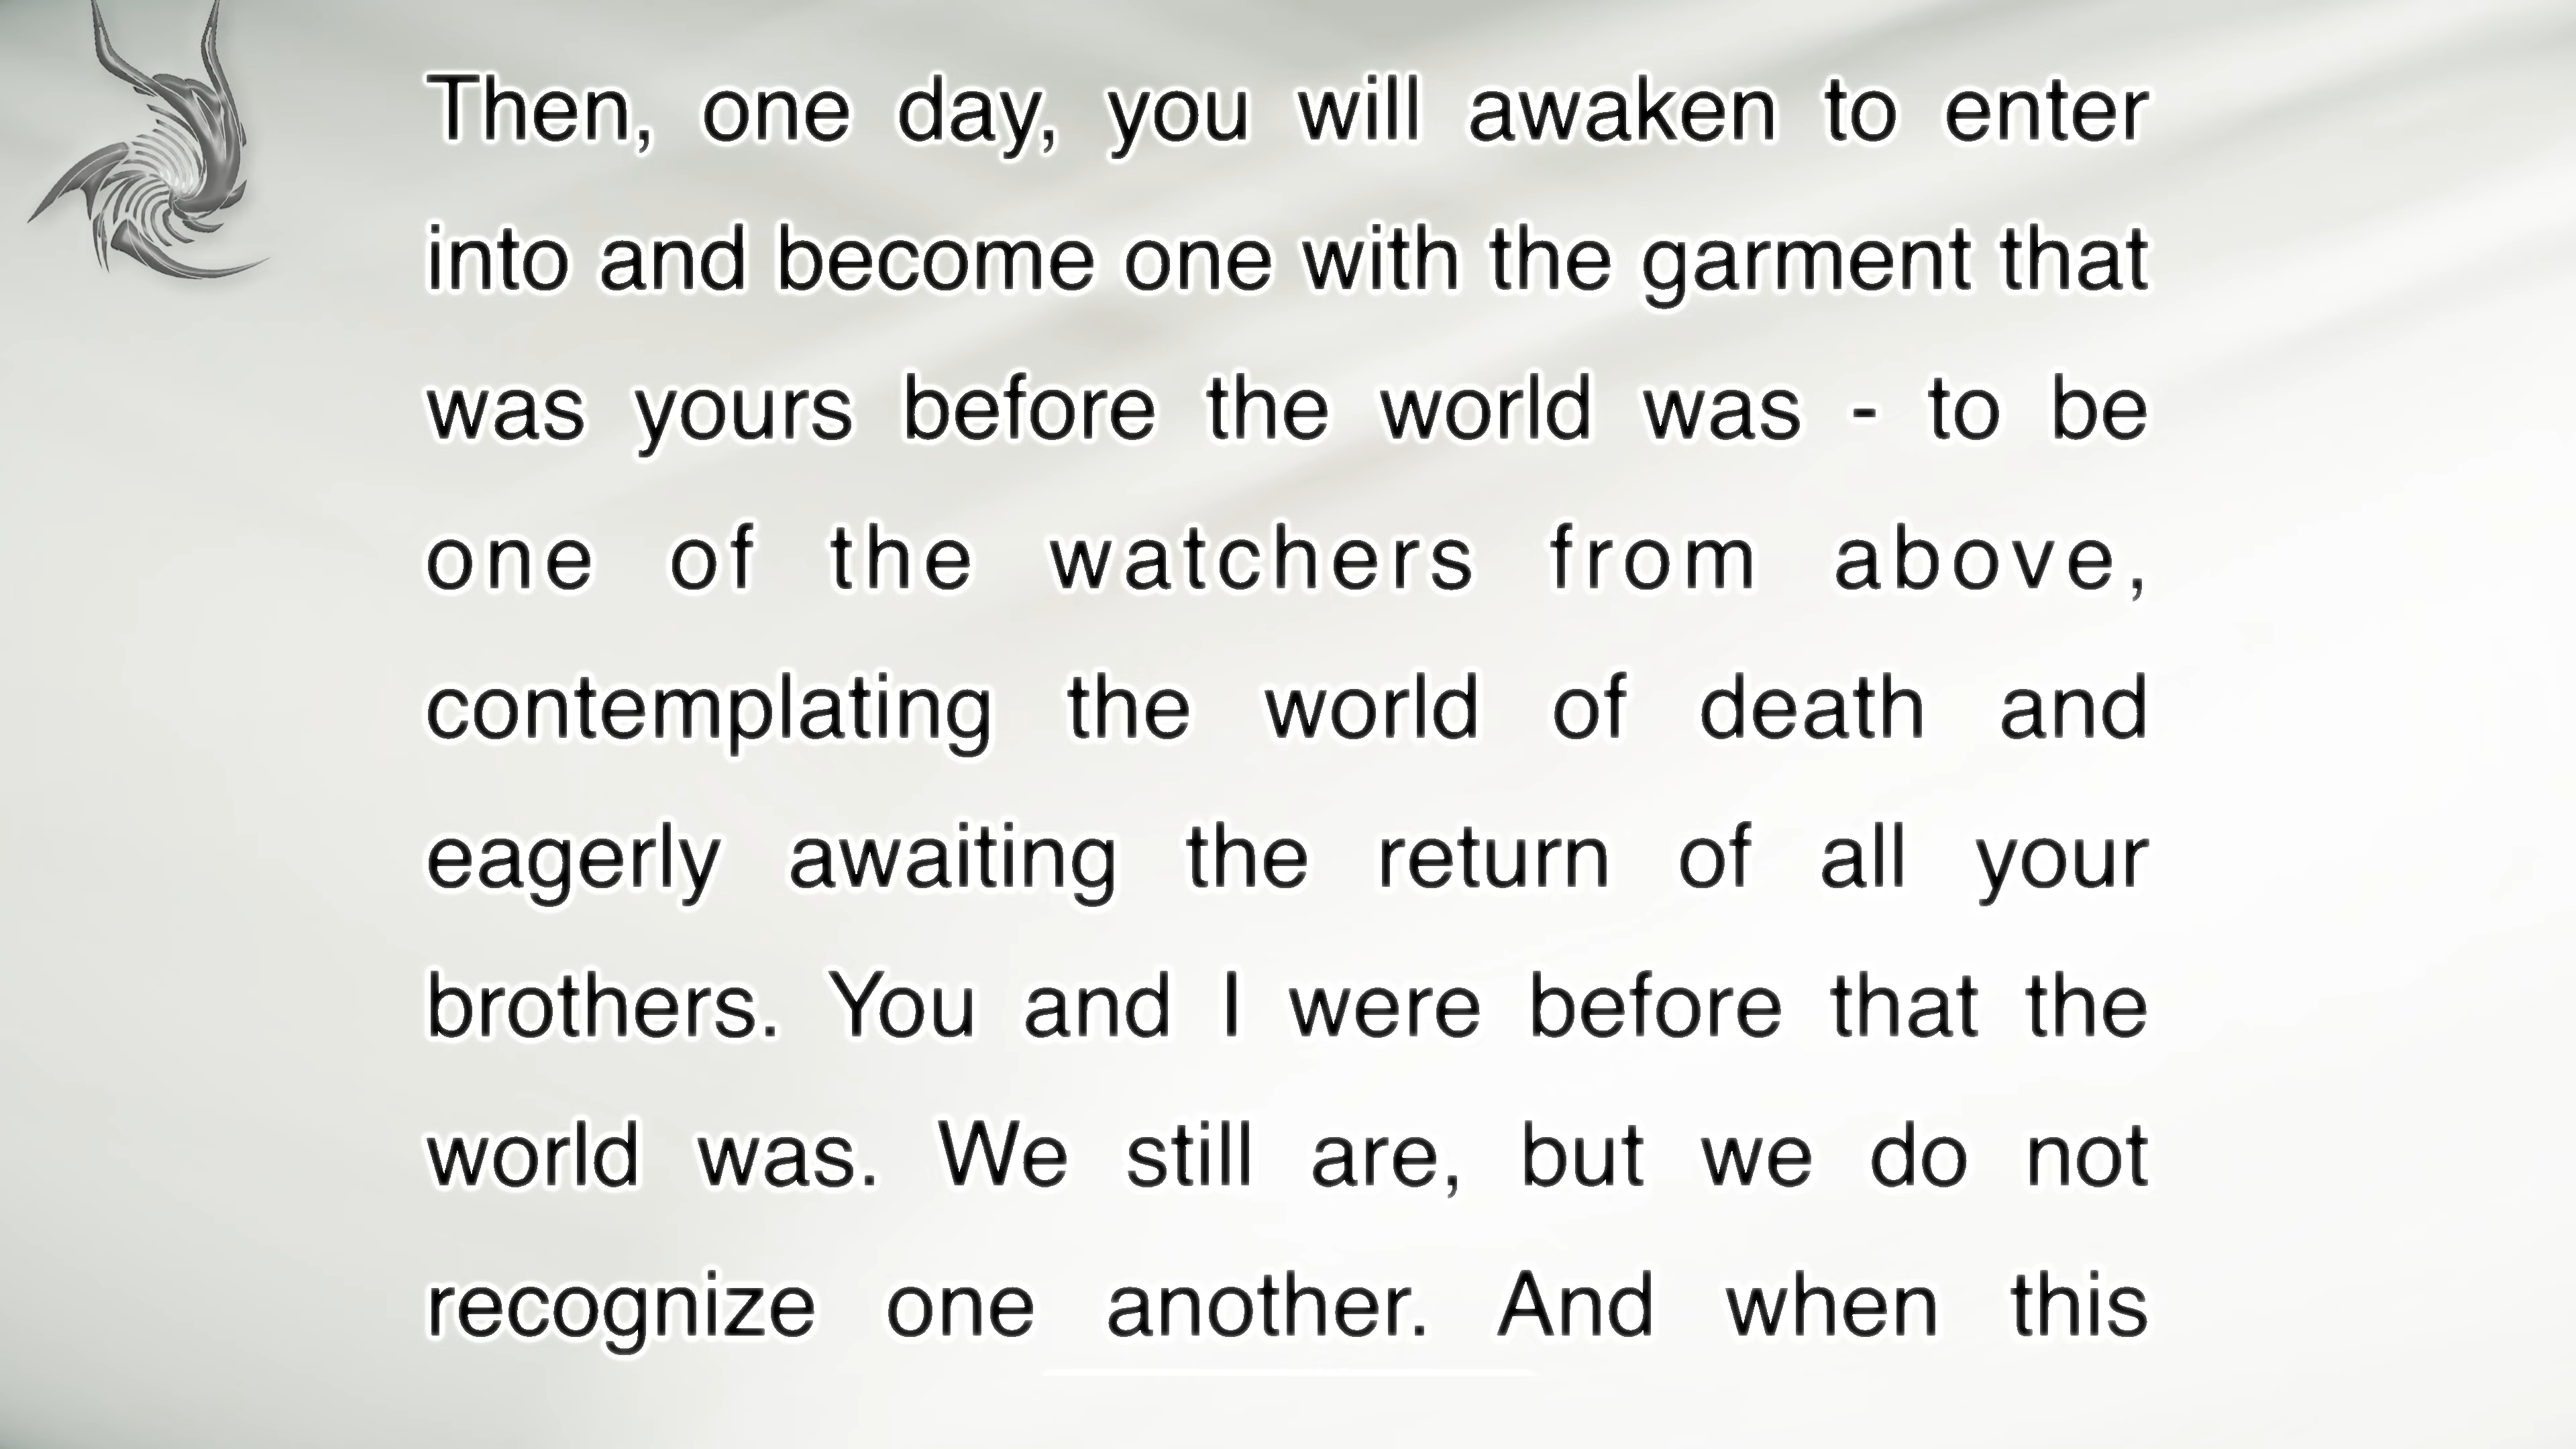 Then, one day, you will awaken to enter
into and become one with the garment that
was yours before the world was - to be
one of the watchers from above,
contemplating the world of death and
eagerly awaiting the return of all your
brothers. You and I were before that the
world was. We still are, but we do not
recognize one another. And when this